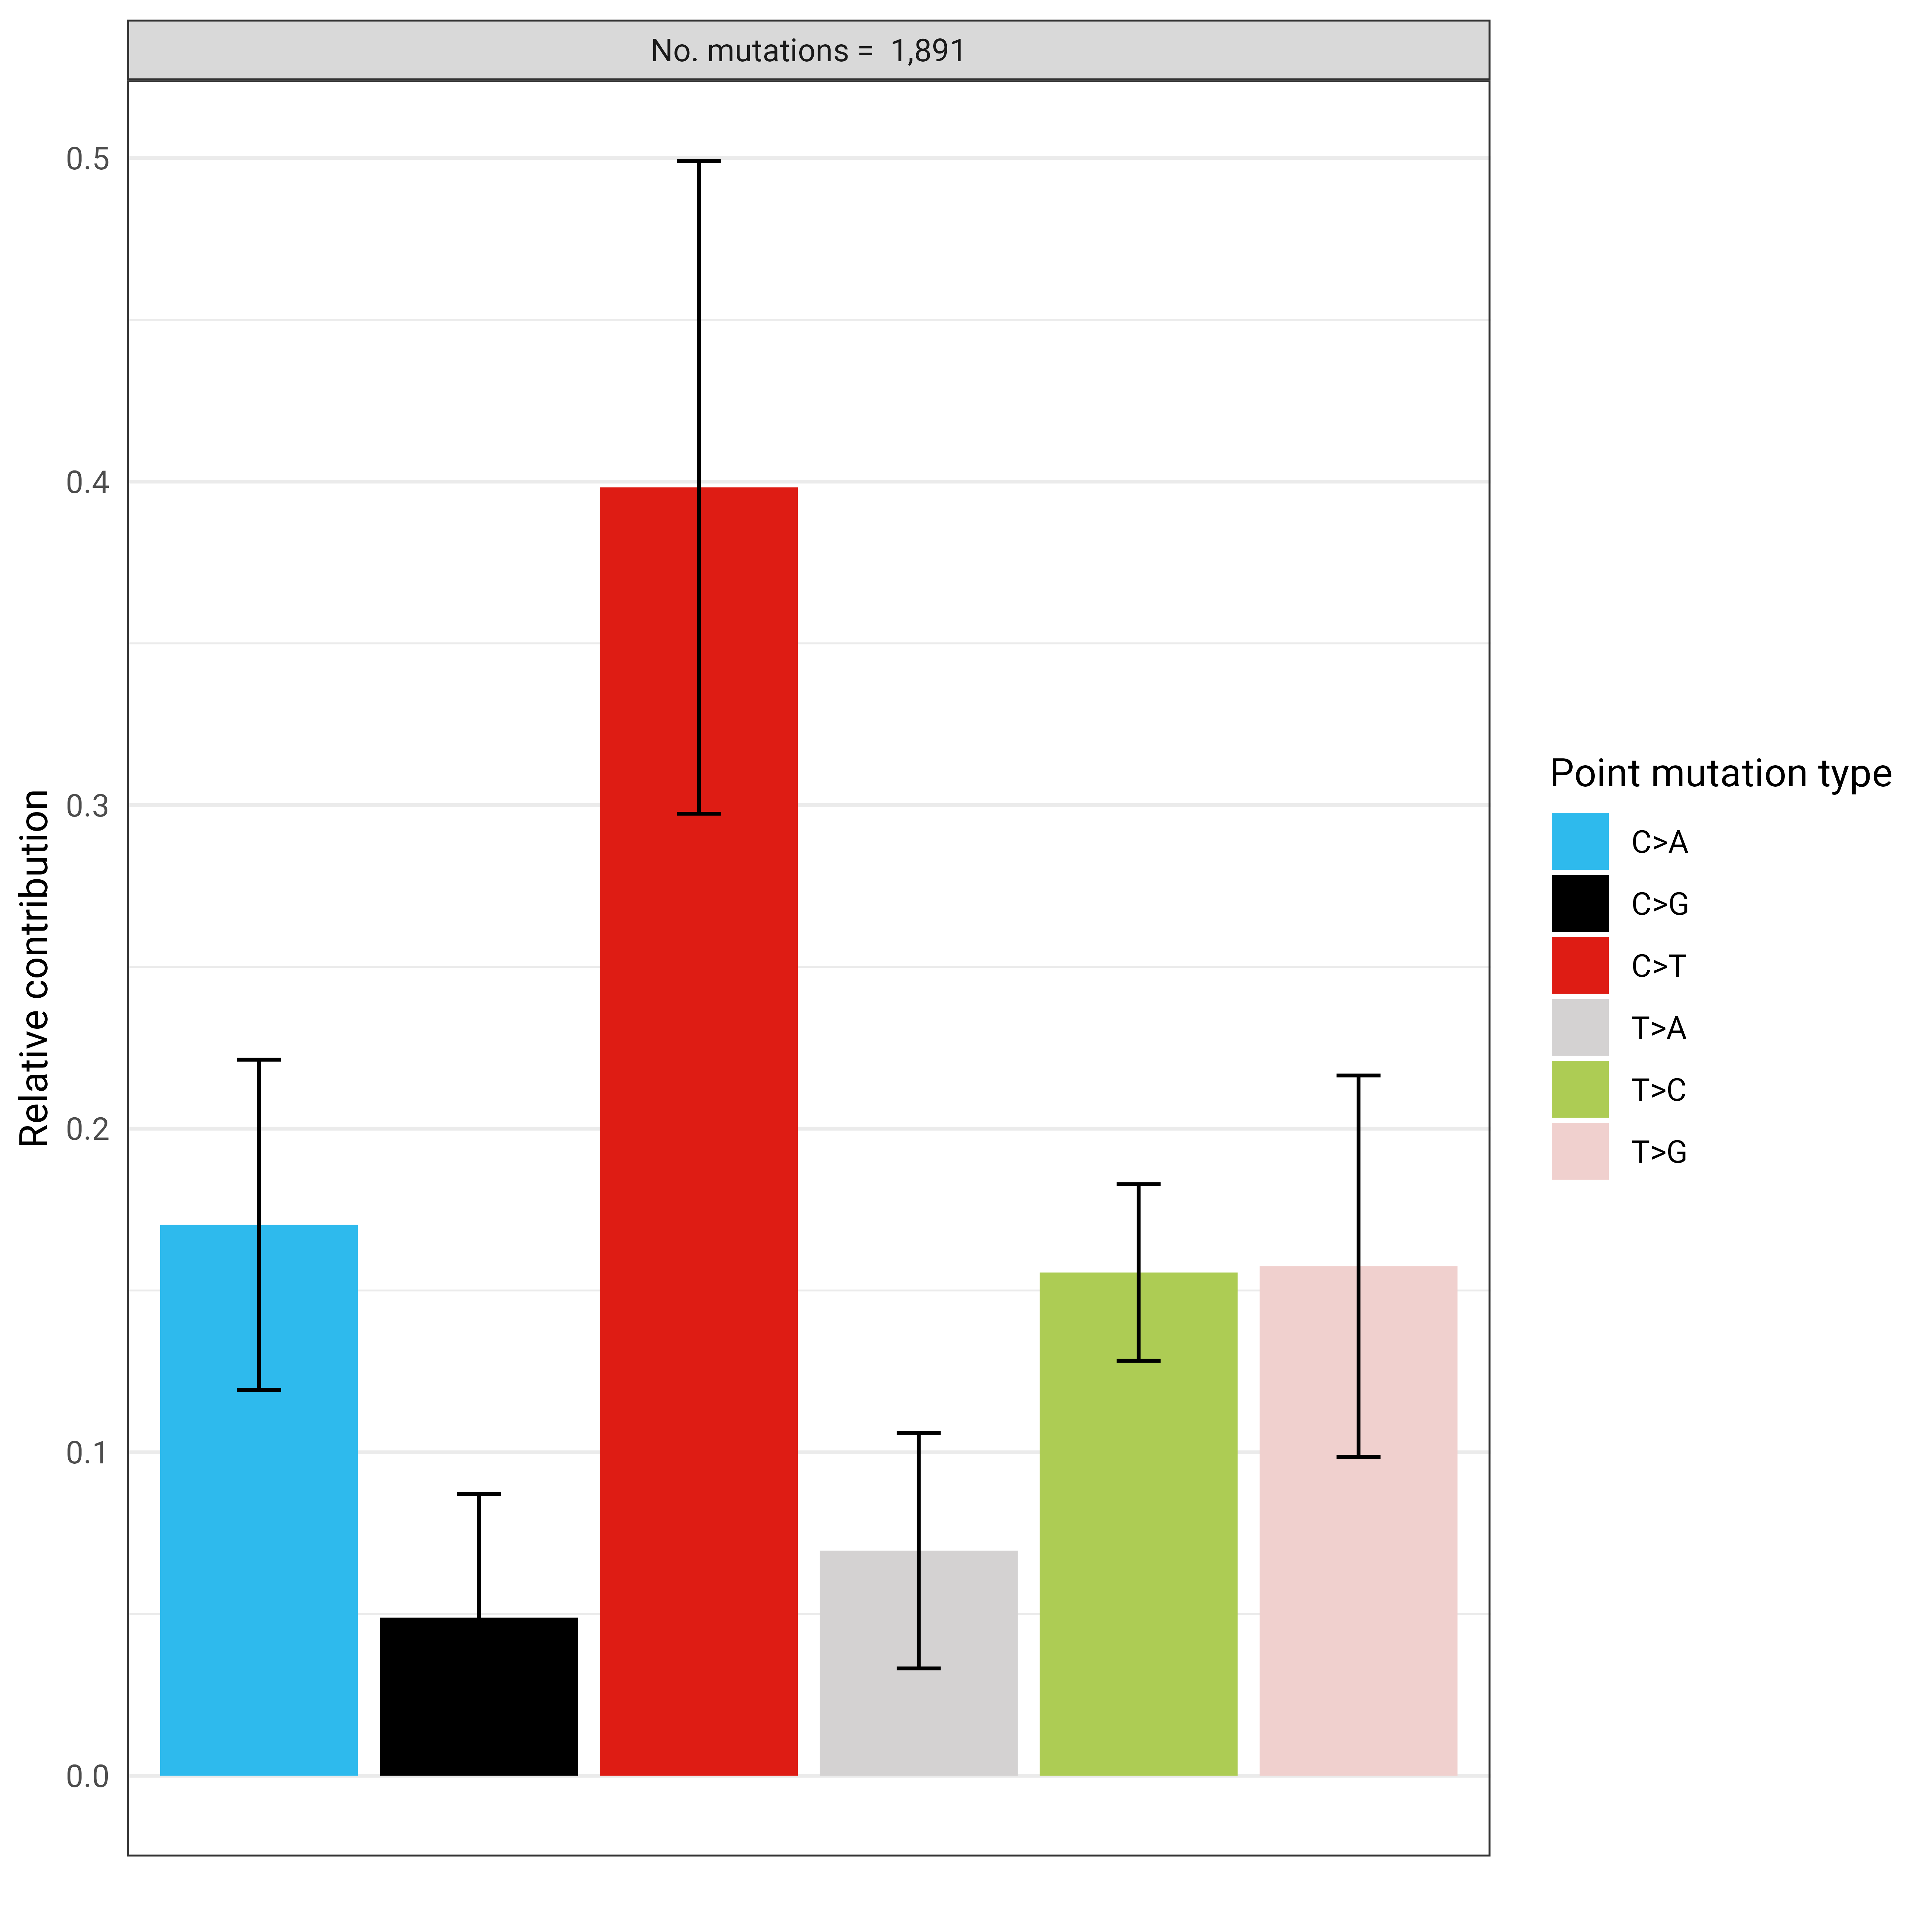 No. mutations = 1,891
0.5
0.4
0.3
0.2
0.1
0.0
Relative contribution
Point mutation type
C>A
C>G
C>T
T>A
T>C
T>G